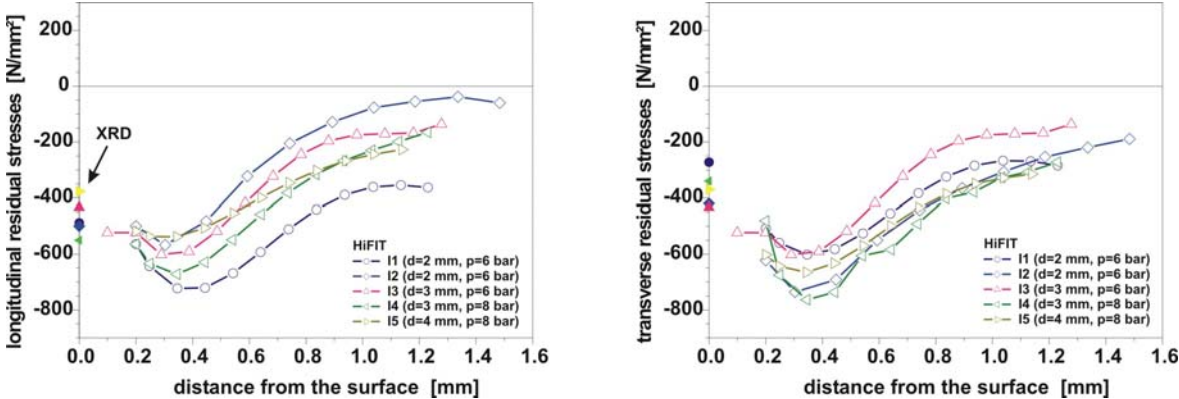 longitudinal residual stresses [N/mm²]
200
0
-200
-400
-600
-800
XRD
HiFIT
I1 (d=2 mm, p=6 bar)
I2 (d=2 mm, p=6 bar)
I3 (d=3 mm, p=6 bar)
I4 (d=3 mm, p=8 bar)
I5 (d=4 mm, p=8 bar)
0.0 0.2 0.4 0.6 0.8 1.0 1.2 1.4 1.6
distance from the surface [mm]
transverse residual stresses [N/mm²]
200
0
-200
-400
-600
-800
HiFIT
I1 (d=2 mm, p=6 bar)
I2 (d=2 mm, p=6 bar)
I3 (d=3 mm, p=6 bar)
I4 (d=3 mm, p=8 bar)
I5 (d=4 mm, p=8 bar)
0.0 0.2 0.4 0.6 0.8 1.0 1.2 1.4 1.6
distance from the surface [mm]